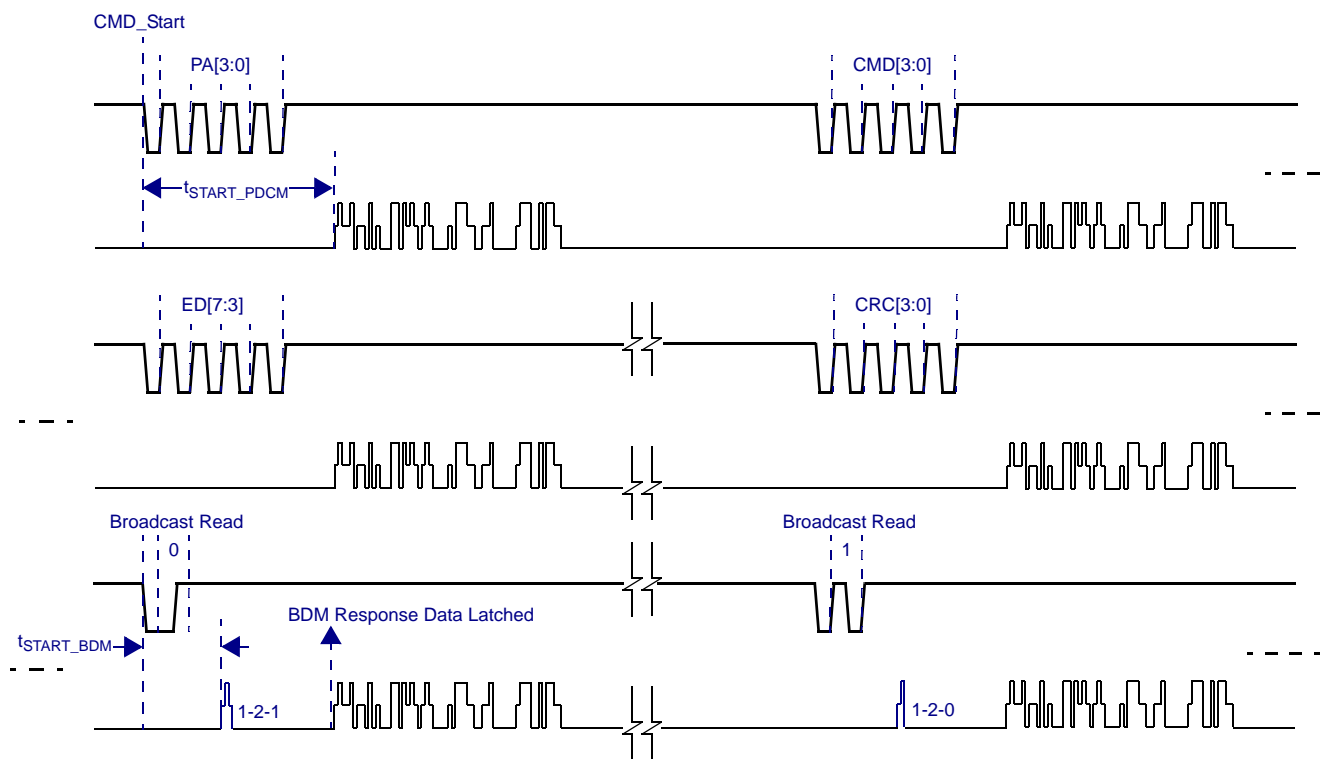 CMD_Start
PA[3:0]
CMD[3:0]
tSTART_PDCM
ED[7:3]
CRC[3:0]
Broadcast Read
Broadcast Read
0
1
BDM Response Data Latched
tSTART_BDM
1-2-1
1-2-0